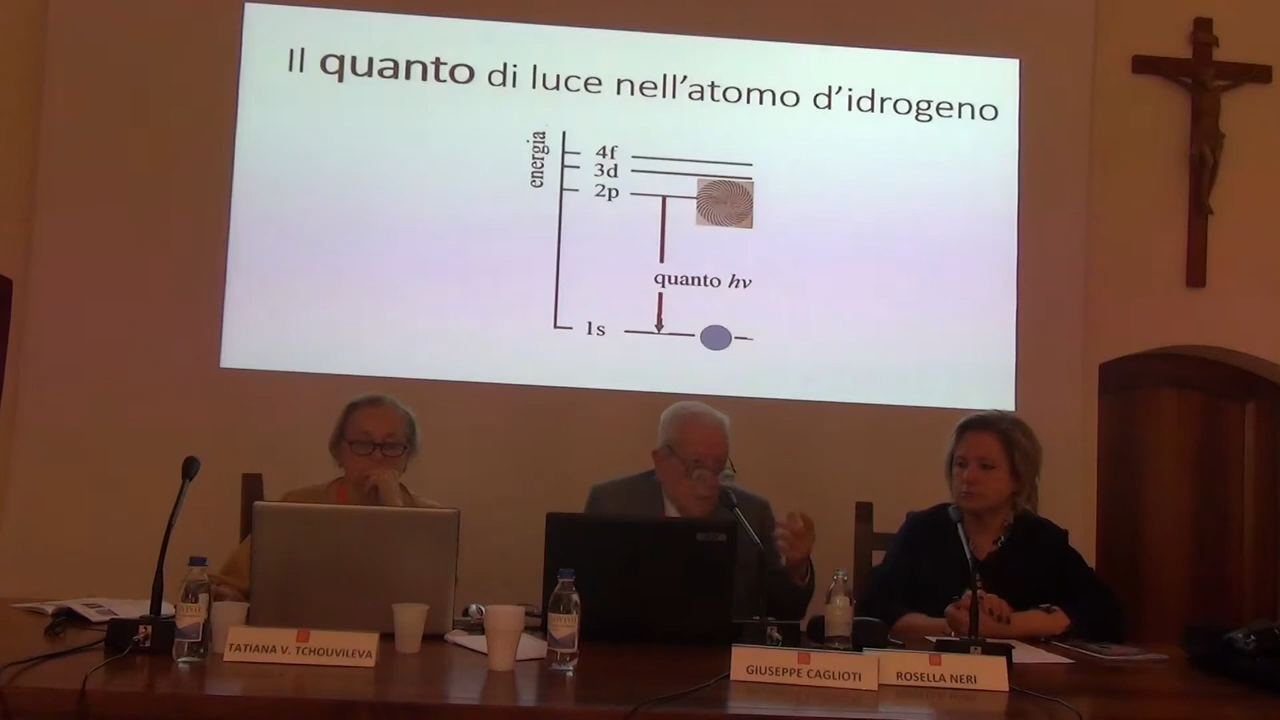 Il quanto di luce nell'atomo d'idrogeno
energia
4f
3d
2p
quanto hν
1s
TATIANA V. TCHOUVILEVA
GIUSEPPE CAGLIOTI
ROSELLA NERI